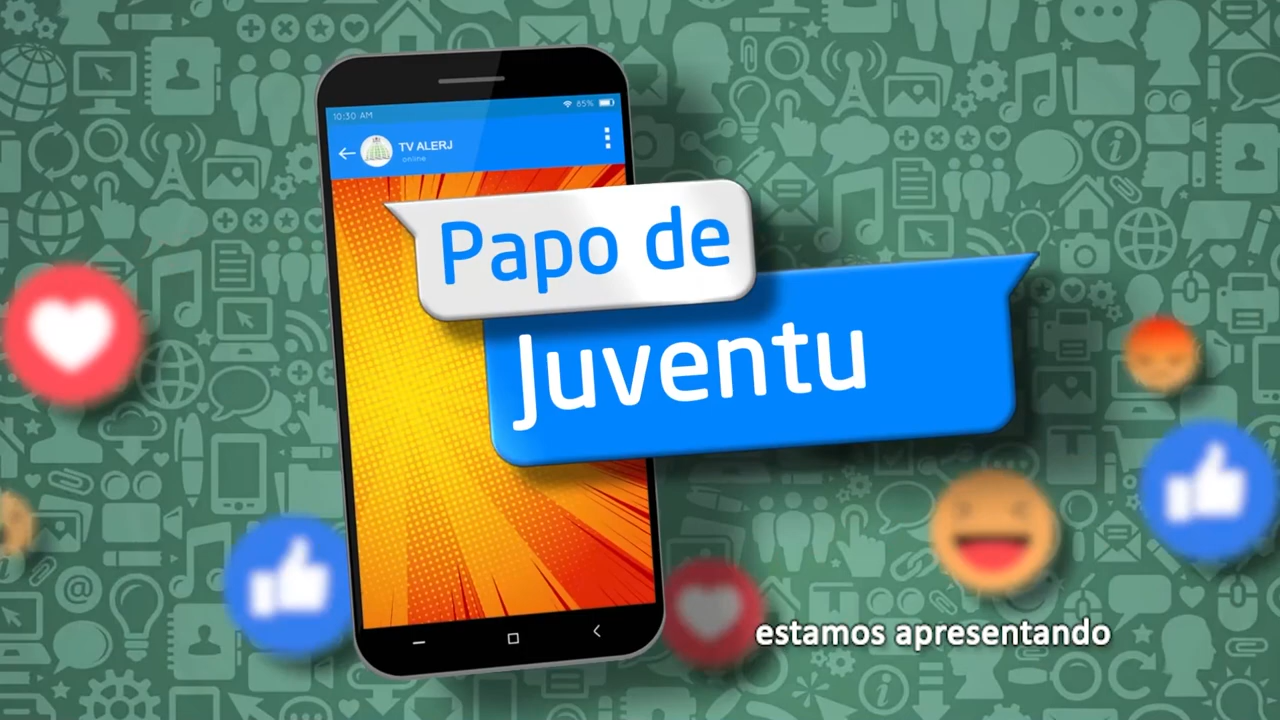 10:30 AM
85%
TV ALERJ
online
Papo de
Juventu
estamos apresentando